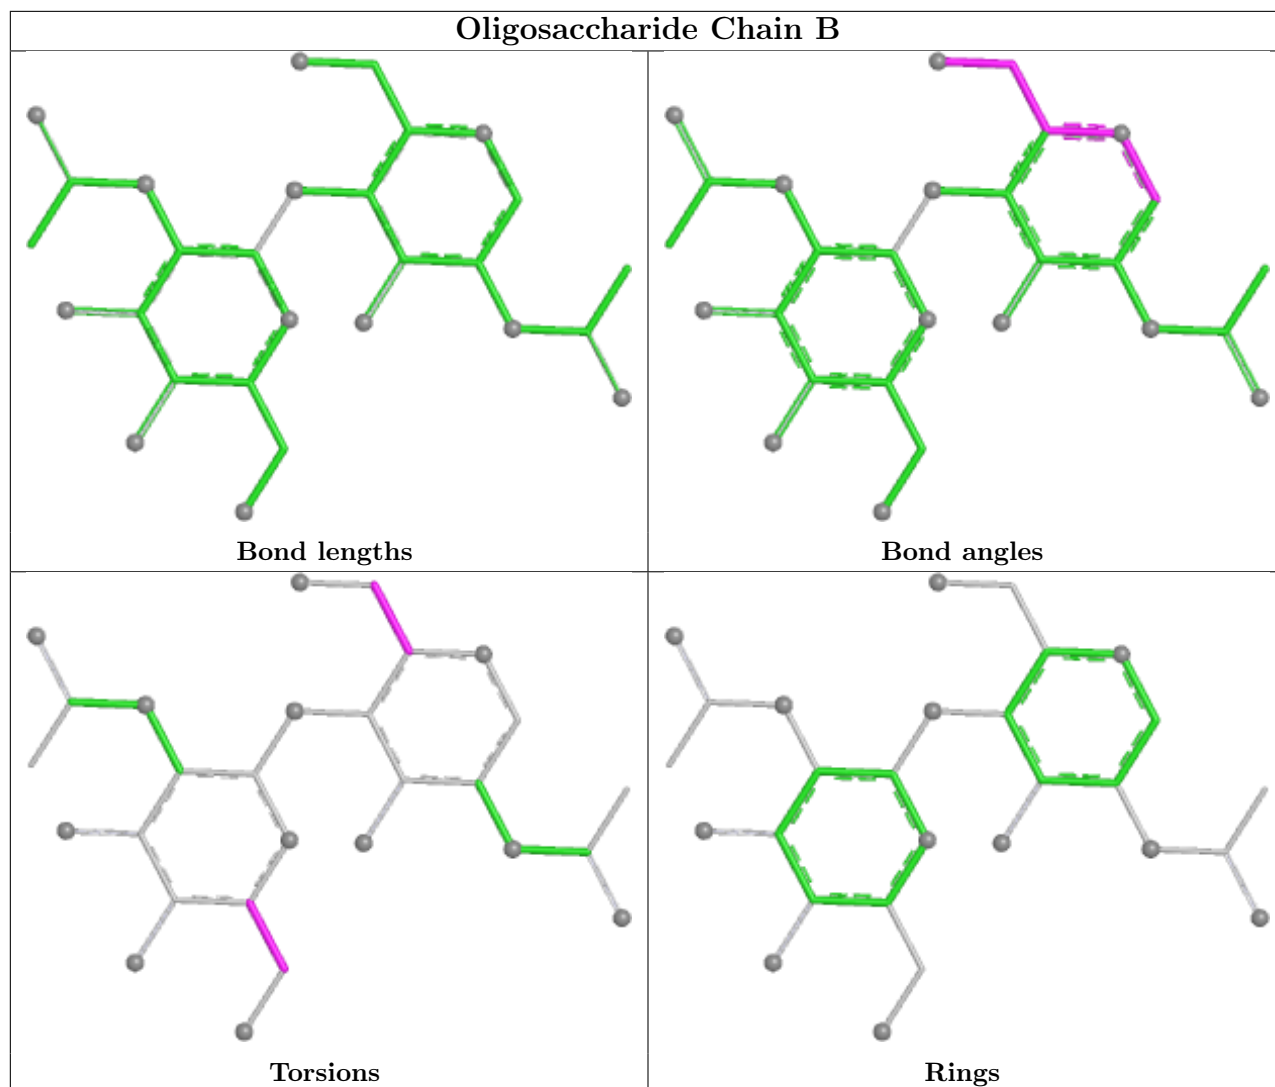 Oligosaccharide Chain B
Bond lengths
Bond angles
Torsions
Rings